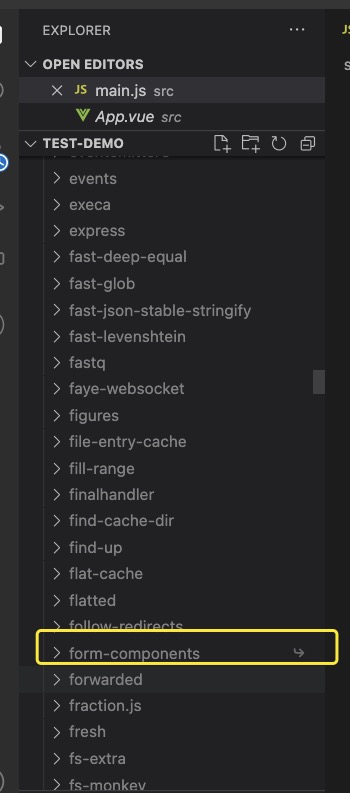 EXPLORER
OPEN EDITORS
JS main.js src
App.vue src
TEST-DEMO
events
execa
express
fast-deep-equal
fast-glob
fast-json-stable-stringify
fast-levenshtein
fastq
faye-websocket
figures
file-entry-cache
fill-range
finalhandler
find-cache-dir
find-up
flat-cache
flatted
follow-redirects
form-components
forwarded
fraction.js
fresh
fs-extra
fs-monkey